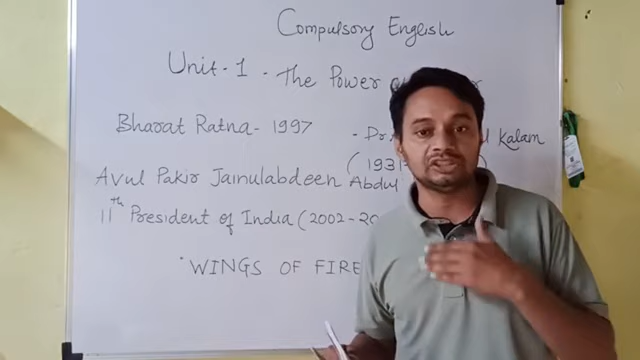 Compulsory English
Unit-1 - The Power
Bharat Ratna - 1997 - Dr. Kalam
(1931- )
Avul Pakir Jainulabdeen Abdul
11th President of India (2002-20
WINGS OF FIRE